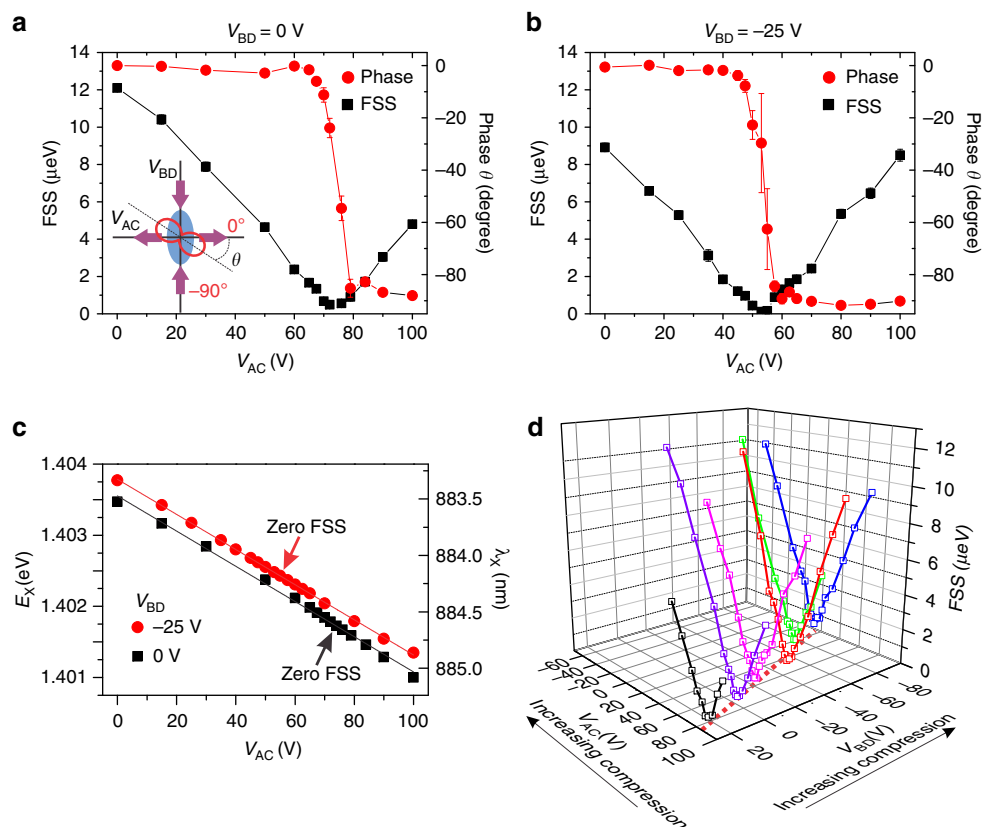 a
V_BD = 0 V
14
12
10
8
6
4
2
0
FSS (μeV)
0
−20
−40
−60
−80
Phase θ (degree)
Phase
FSS
V_BD
V_AC
0°
θ
−90°
0 20 40 60 80 100
V_AC (V)
b
V_BD = −25 V
14
12
10
8
6
4
2
0
FSS (μeV)
0
−20
−40
−60
−80
Phase θ (degree)
Phase
FSS
0 20 40 60 80 100
V_AC (V)
c
1.404
1.403
1.402
1.401
E_X (eV)
883.5
884.0
884.5
885.0
λ_X (nm)
Zero FSS
V_BD
−25 V
0 V
Zero FSS
0 20 40 60 80 100
V_AC (V)
d
12
10
8
6
4
2
0
FSS (μeV)
0 20 40 60 80 100
V_AC(V)
Increasing compression
20 0 −20 −40 −60 −80
V_BD(V)
Increasing compression